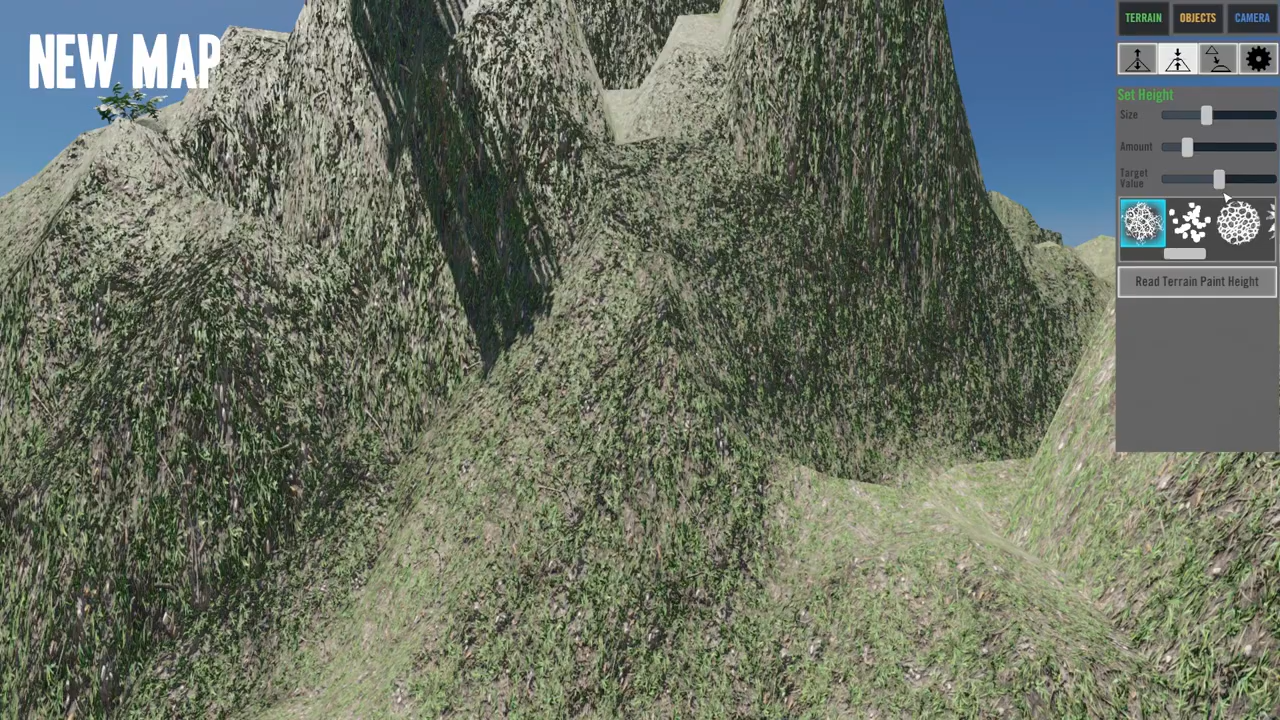 NEW MAP
TERRAIN OBJECTS CAMERA
Set Height
Size
Amount
Target
Value
Read Terrain Paint Height